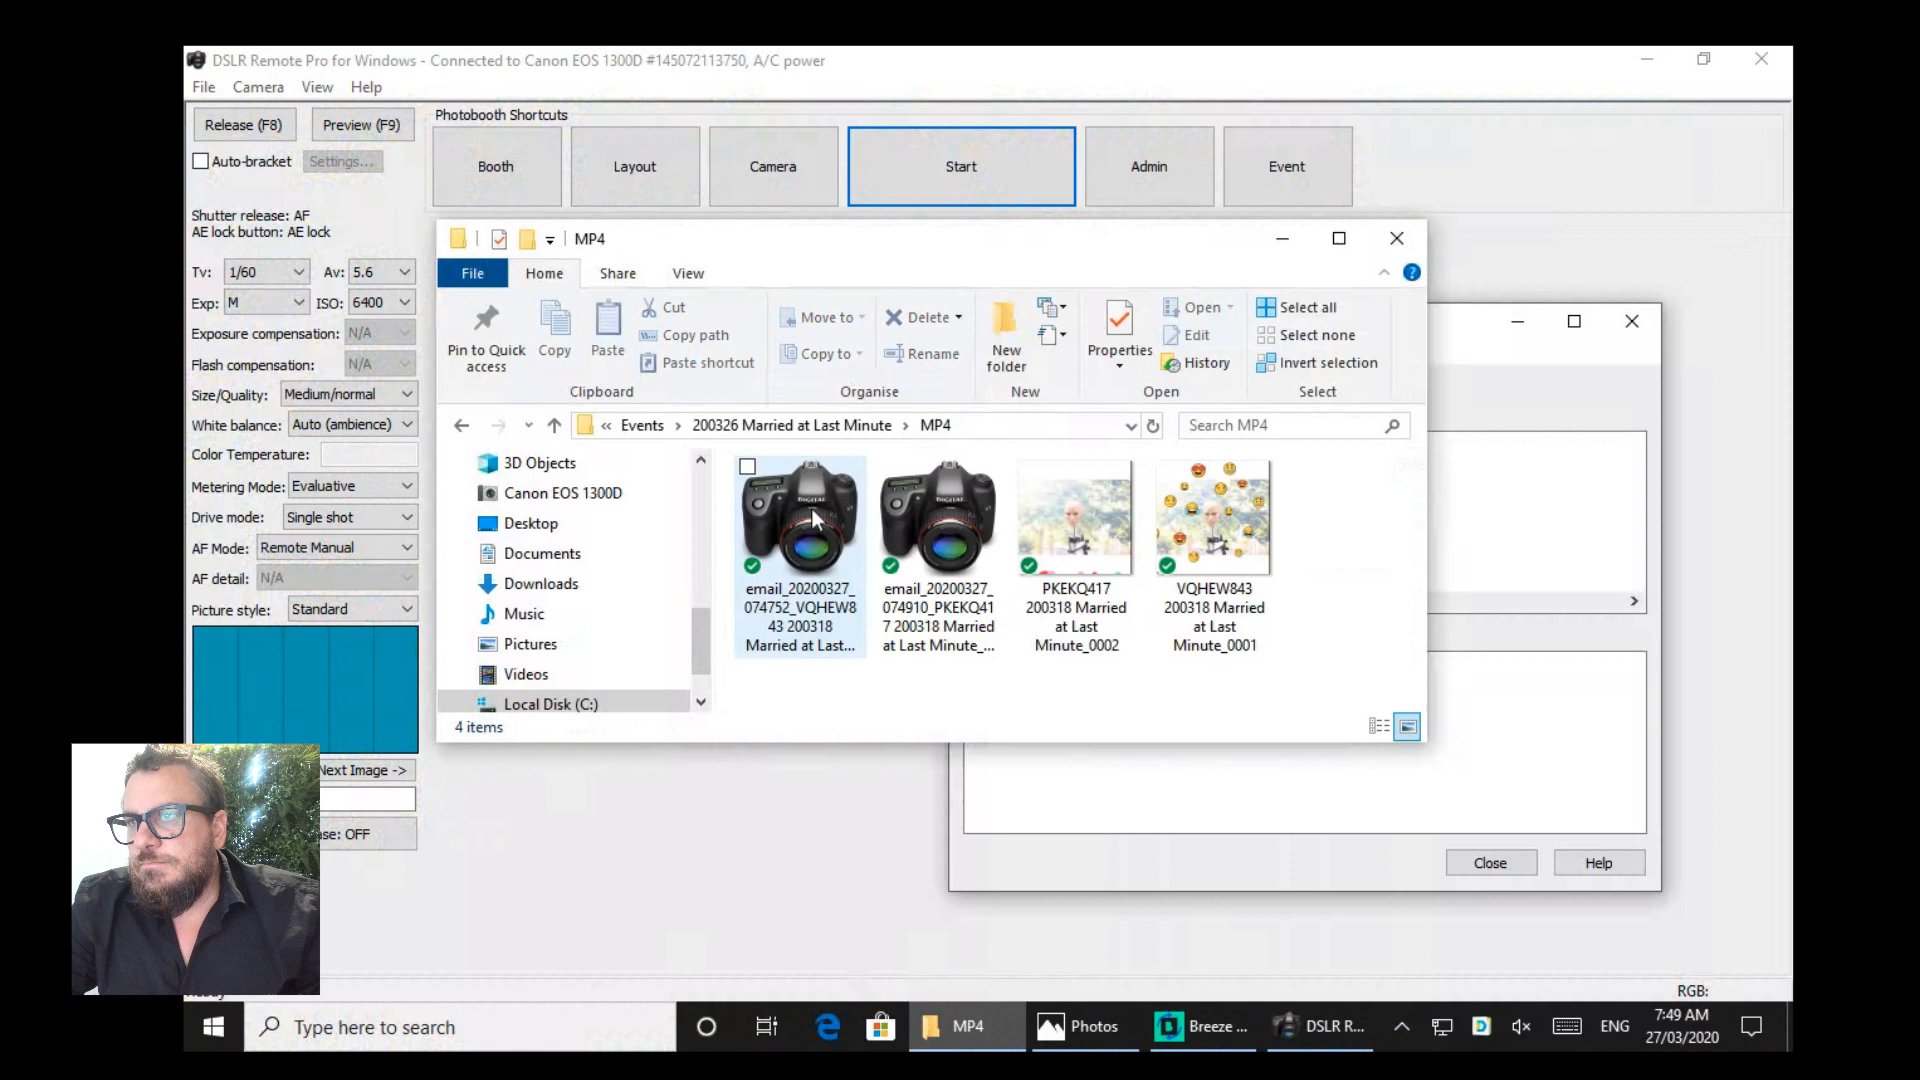 DSLR Remote Pro for Windows - Connected to Canon EOS 1300D #145072113750, A/C power
File Camera View Help
Release (F8) Preview (F9)
Auto-bracket Settings...
Shutter release: AF
AE lock button: AE lock
Tv: 1/60 Av: 5.6
Exp: M ISO: 6400
Exposure compensation: N/A
Flash compensation: N/A
Size/Quality: Medium/normal
White balance: Auto (ambience)
Color Temperature:
Metering Mode: Evaluative
Drive mode: Single shot
AF Mode: Remote Manual
AF detail: N/A
Picture style: Standard
Next Image ->
OFF
Photobooth Shortcuts
Booth Layout Camera Start Admin Event
MP4
File Home Share View
Pin to Quick
access
Copy
Paste
Cut
Copy path
Paste shortcut
Clipboard
Move to
Copy to
Delete
Rename
Organise
New
folder
New
Properties
Open
Edit
History
Open
Select all
Select none
Invert selection
Select
« Events > 200326 Married at Last Minute > MP4
Search MP4
3D Objects
Canon EOS 1300D
Desktop
Documents
Downloads
Music
Pictures
Videos
Local Disk (C:)
DIGITAL
email_20200327_
074752_VQHEW8
43 200318
Married at Last...
DIGITAL
email_20200327_
074910_PKEKQ41
7 200318 Married
at Last Minute_...
PKEKQ417
200318 Married
at Last
Minute_0002
VQHEW843
200318 Married
at Last
Minute_0001
4 items
Close Help
RGB:
Type here to search
MP4
Photos
Breeze ...
DSLR R...
ENG
7:49 AM
27/03/2020